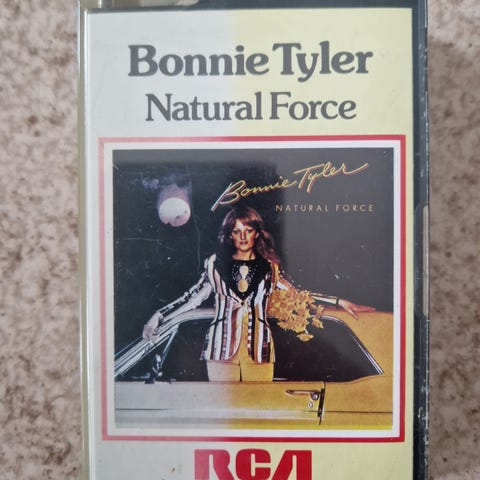 Bonnie Tyler
Natural Force
Bonnie Tyler
NATURAL FORCE
RCA